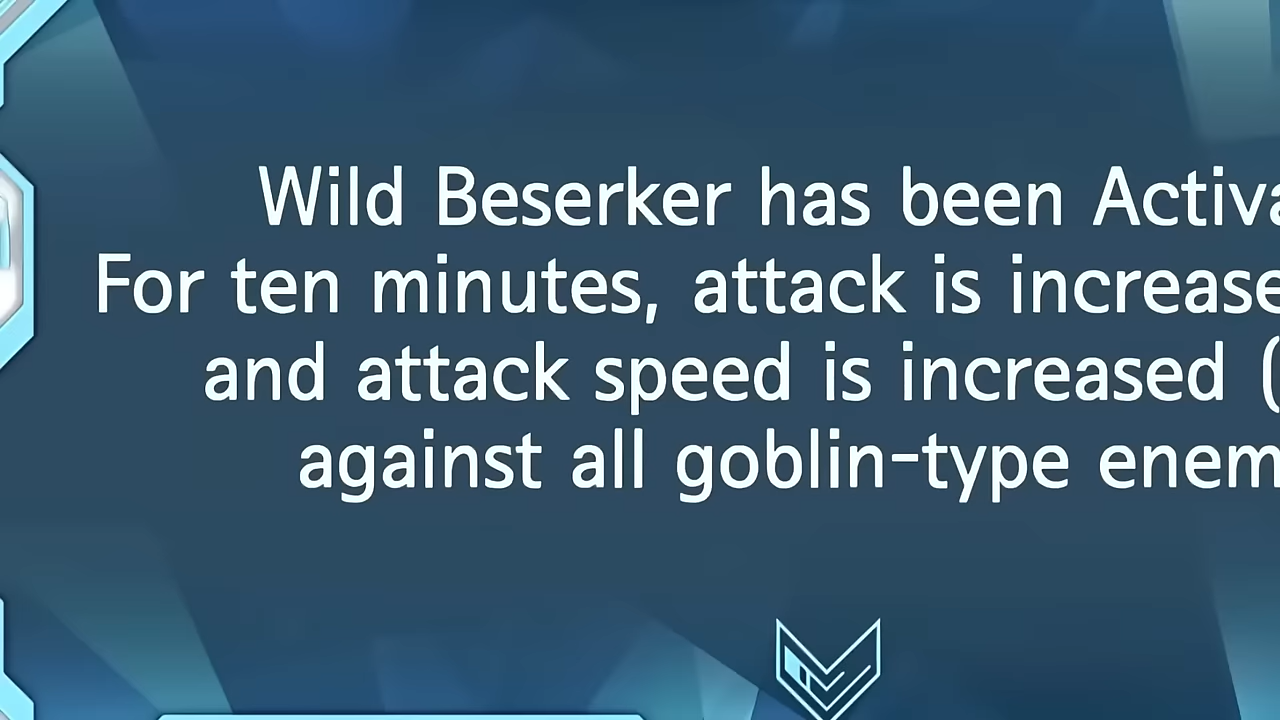 Wild Beserker has been Activa
For ten minutes, attack is increase
and attack speed is increased (
against all goblin-type enem